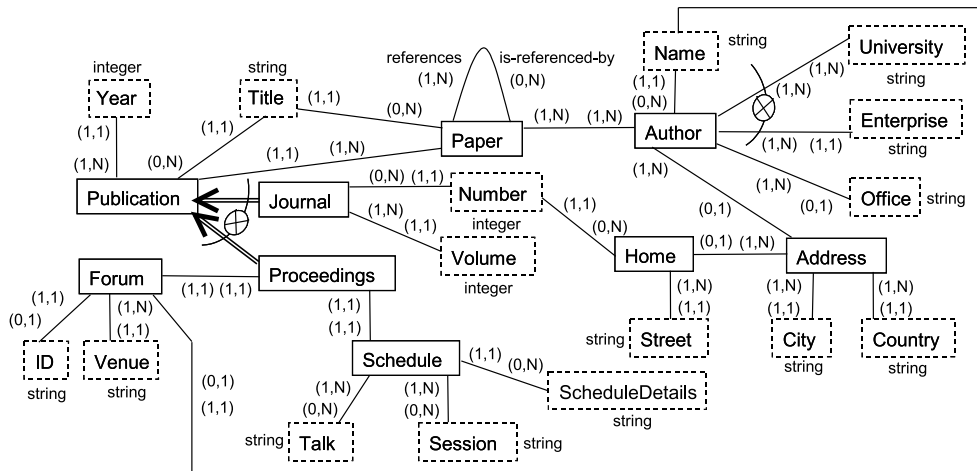 Name
string
University
string
(1,N)
(1,N)
(1,1)
(0,N)
Author
Enterprise
string
(1,N)
(1,1)
Office
string
(1,N)
(0,1)
references
is-referenced-by
(1,N)
(0,N)
Paper
(1,N)
(1,N)
integer
Year
string
Title
(1,1)
(0,N)
(1,1)
(1,N)
(1,1)
(0,N)
(1,1)
(1,N)
Publication
Journal
(0,N)
(1,1)
Number
integer
(1,N)
(1,1)
Volume
integer
(1,1)
(0,N)
Home
(0,1)
(1,N)
Address
(1,N)
(0,1)
(1,N)
(1,1)
Street
string
(1,N)
(1,1)
City
string
(1,N)
(1,1)
Country
string
Forum
(1,1)
(1,1)
Proceedings
(1,1)
(0,1)
ID
string
(1,N)
(1,1)
Venue
string
(0,1)
(1,1)
(1,1)
(1,1)
Schedule
(1,1)
(0,N)
ScheduleDetails
string
(1,N)
(0,N)
string
Talk
(1,N)
(0,N)
Session
string